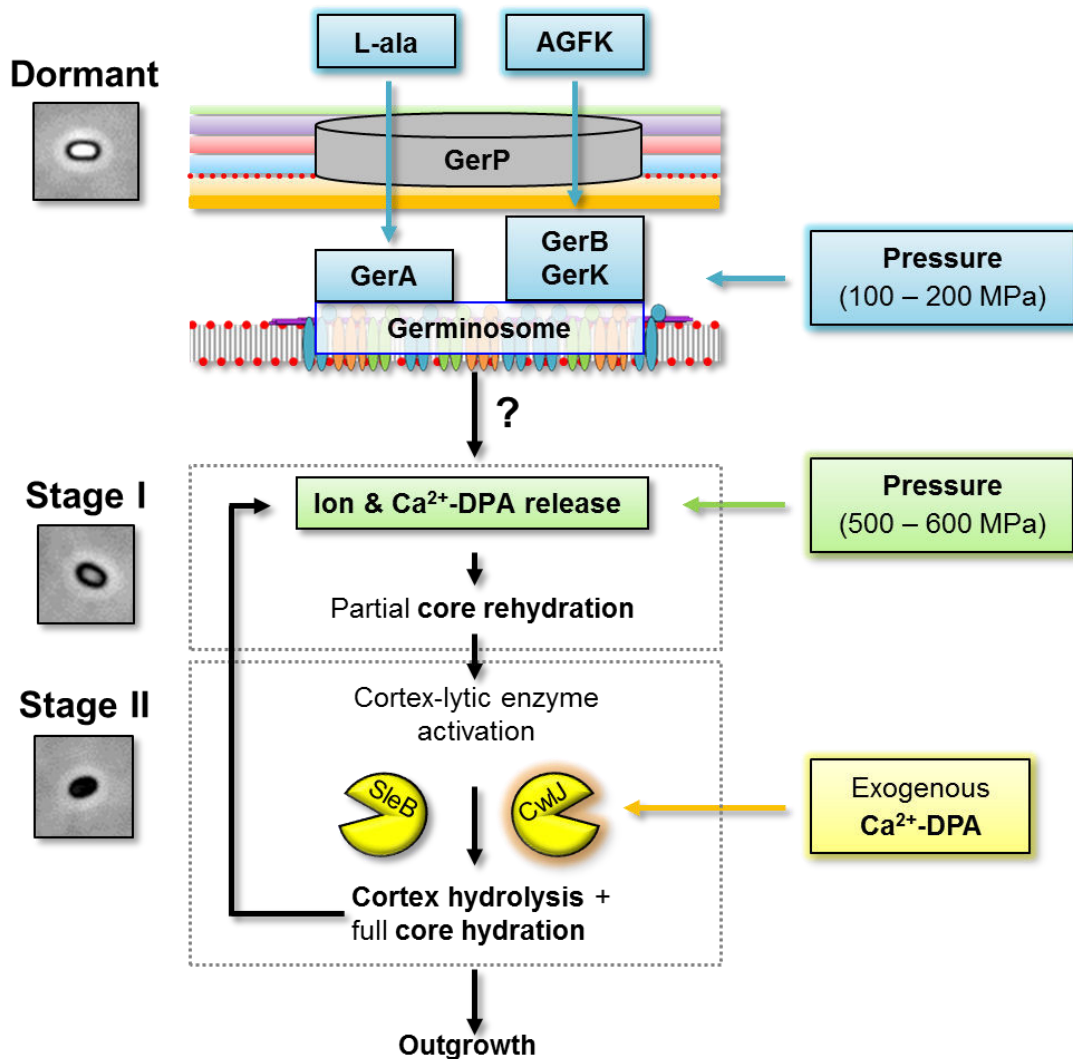 L-ala
AGFK
Dormant
GerP
GerB
GerK
GerA
Pressure
(100 – 200 MPa)
Germinosome
?
Stage I
Ion & Ca²⁺-DPA release
Pressure
(500 – 600 MPa)
Partial core rehydration
Stage II
Cortex-lytic enzyme
activation
SleB
CwlJ
Exogenous
Ca²⁺-DPA
Cortex hydrolysis +
full core hydration
Outgrowth